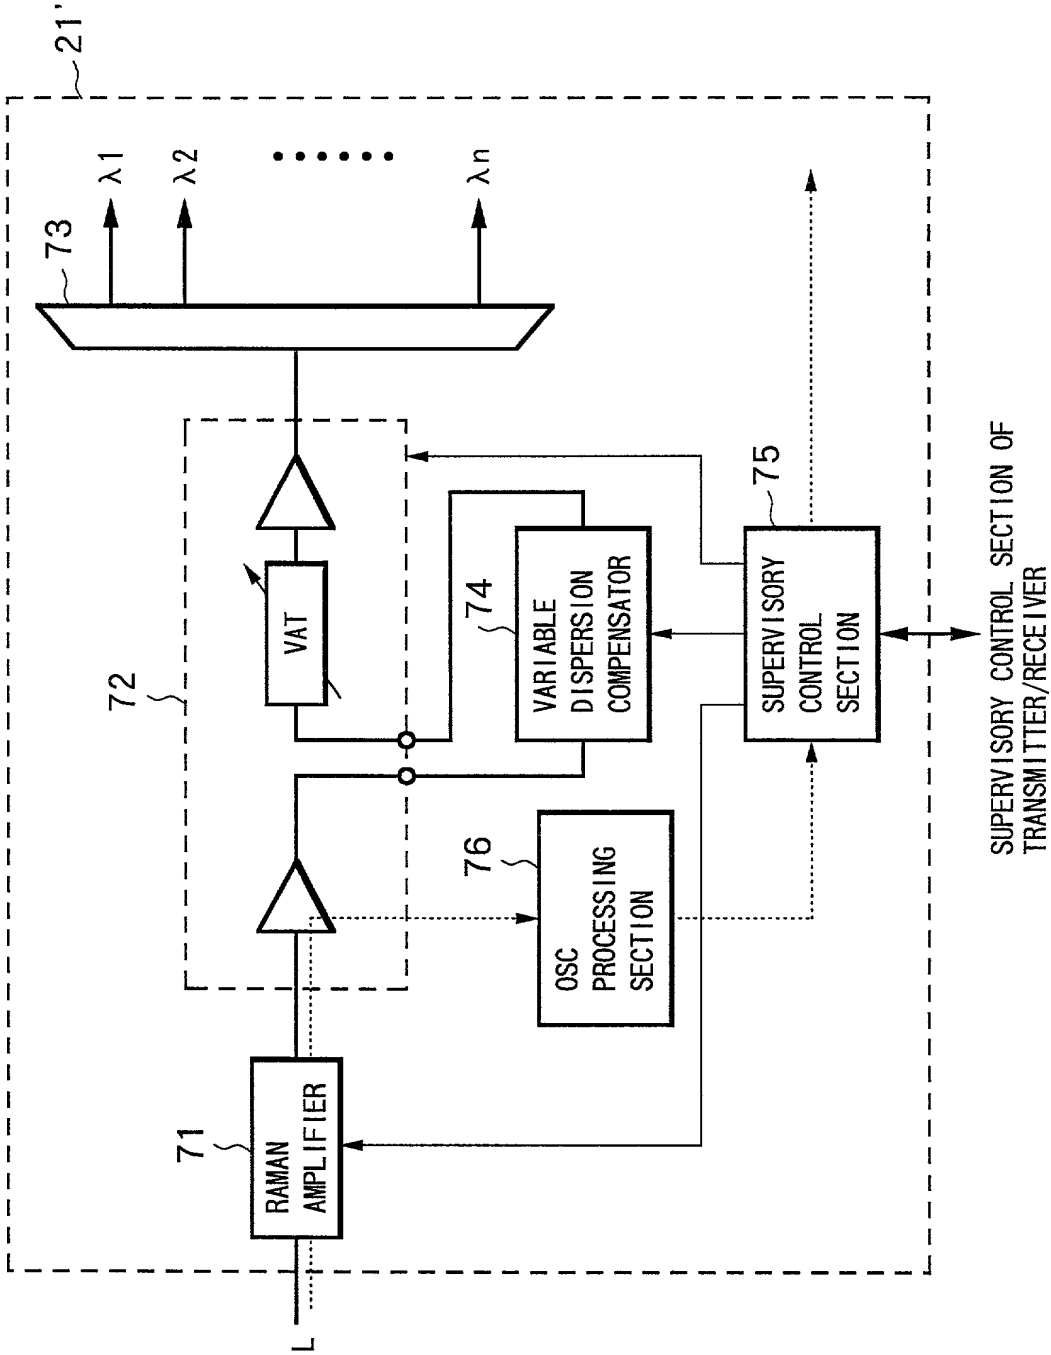 21'
λ1
λ2
λn
73
72
VAT
74
VARIABLE
DISPERSION
COMPENSATOR
75
SUPERVISORY
CONTROL
SECTION
76
OSC
PROCESSING
SECTION
71
RAMAN
AMPLIFIER
L
SUPERVISORY CONTROL SECTION OF
TRANSMITTER/RECEIVER